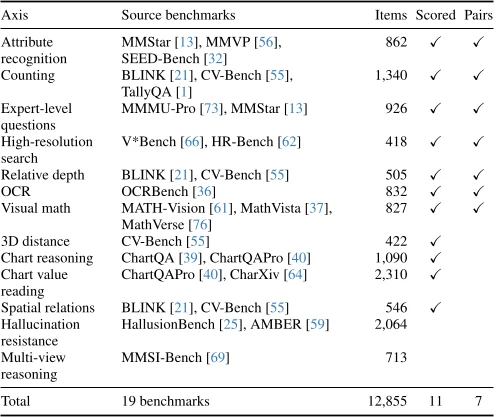 Axis Source benchmarks Items Scored Pairs
Attribute recognition MMStar [13], MMVP [56], SEED-Bench [32] 862 ✓ ✓
Counting BLINK [21], CV-Bench [55], TallyQA [1] 1,340 ✓ ✓
Expert-level questions MMMU-Pro [73], MMStar [13] 926 ✓ ✓
High-resolution search V*Bench [66], HR-Bench [62] 418 ✓ ✓
Relative depth BLINK [21], CV-Bench [55] 505 ✓ ✓
OCR OCRBench [36] 832 ✓ ✓
Visual math MATH-Vision [61], MathVista [37], MathVerse [76] 827 ✓ ✓
3D distance CV-Bench [55] 422 ✓
Chart reasoning ChartQA [39], ChartQAPro [40] 1,090 ✓
Chart value reading ChartQAPro [40], CharXiv [64] 2,310 ✓
Spatial relations BLINK [21], CV-Bench [55] 546 ✓
Hallucination resistance HallusionBench [25], AMBER [59] 2,064
Multi-view reasoning MMSI-Bench [69] 713
Total 19 benchmarks 12,855 11 7